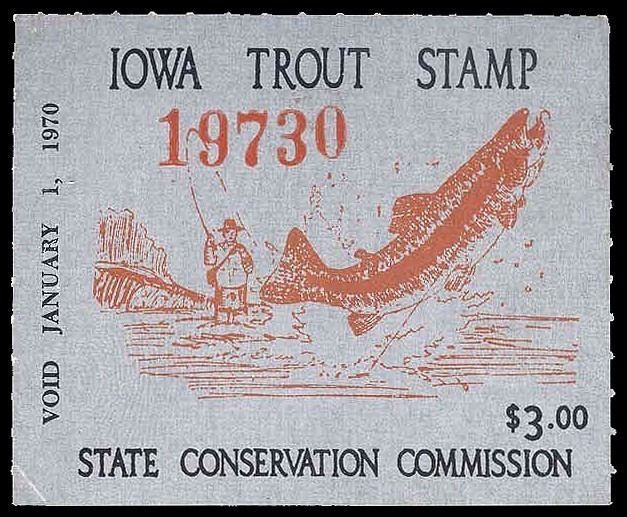 IOWA TROUT STAMP
19730
VOID JANUARY 1, 1970
$3.00
STATE CONSERVATION COMMISSION